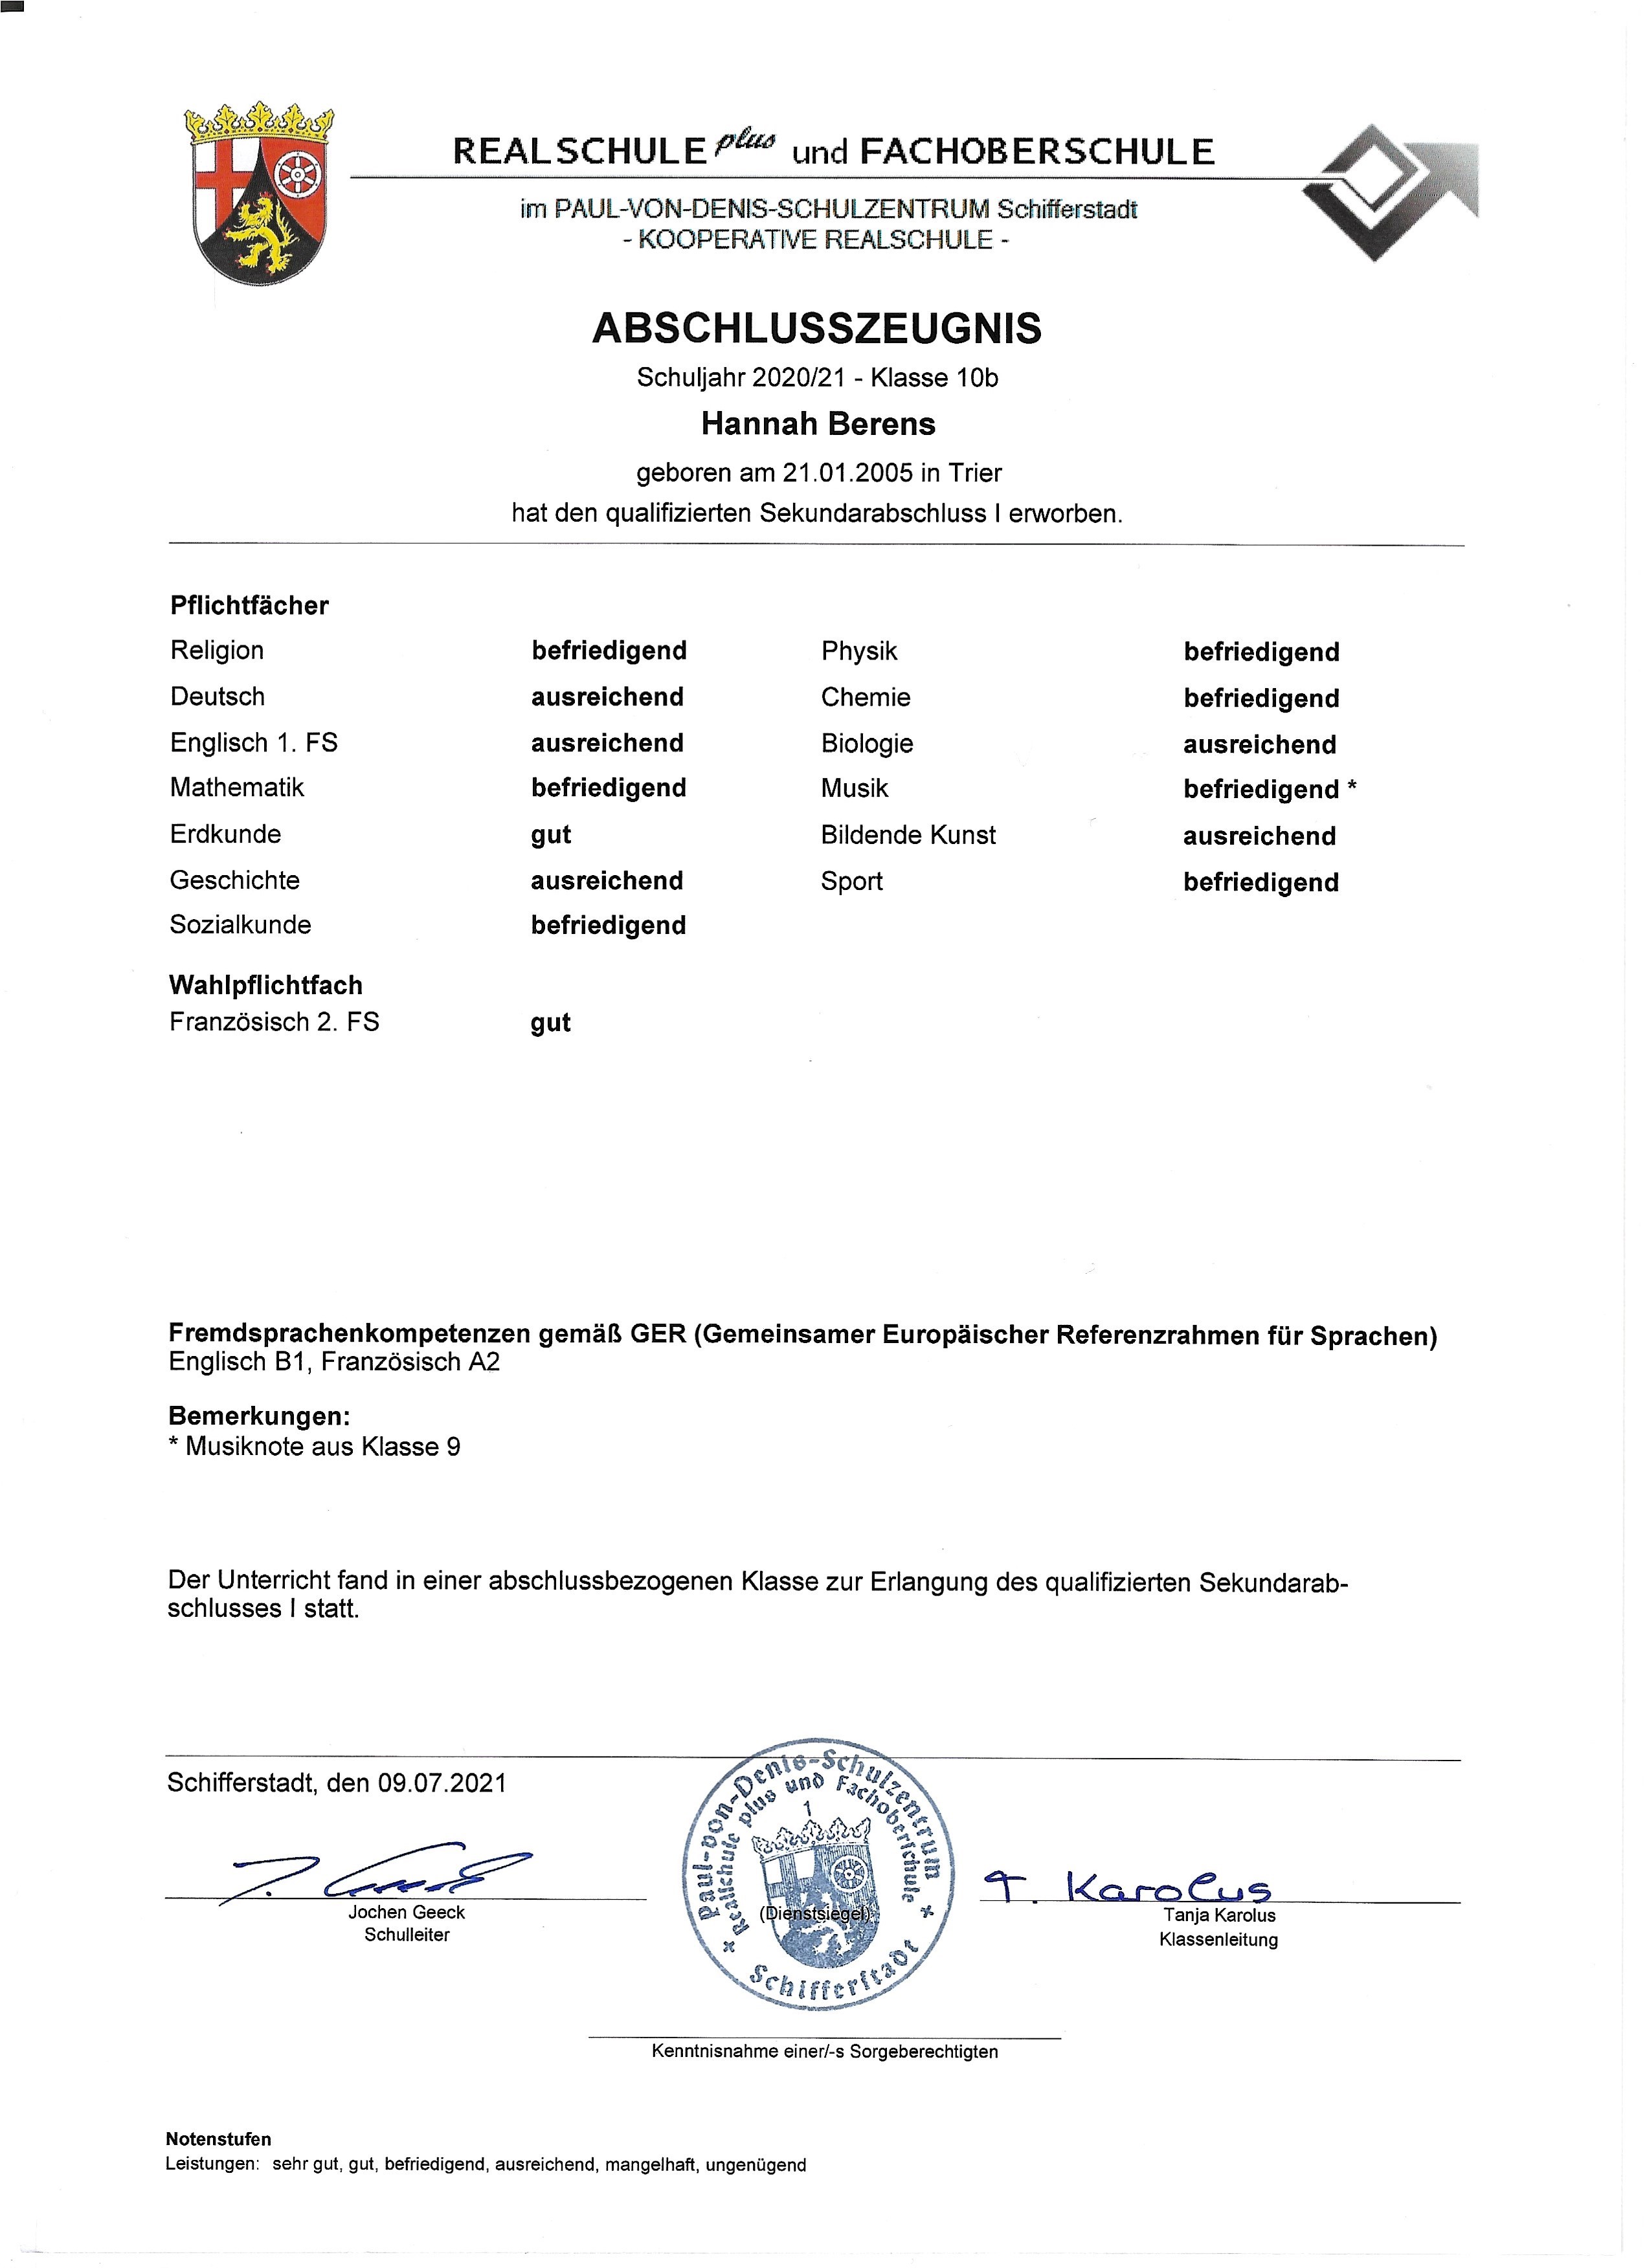 REALSCHULE plus und FACHOBERSCHULE
im PAUL-VON-DENIS-SCHULZENTRUM Schifferstadt
- KOOPERATIVE REALSCHULE -
ABSCHLUSSZEUGNIS
Schuljahr 2020/21 - Klasse 10b
Hannah Berens
geboren am 21.01.2005 in Trier
hat den qualifizierten Sekundarabschluss I erworben.
Pflichtfächer
Religion befriedigend Physik befriedigend
Deutsch ausreichend Chemie befriedigend
Englisch 1. FS ausreichend Biologie ausreichend
Mathematik befriedigend Musik befriedigend *
Erdkunde gut Bildende Kunst ausreichend
Geschichte ausreichend Sport befriedigend
Sozialkunde befriedigend
Wahlpflichtfach
Französisch 2. FS gut
Fremdsprachenkompetenzen gemäß GER (Gemeinsamer Europäischer Referenzrahmen für Sprachen)
Englisch B1, Französisch A2
Bemerkungen:
* Musiknote aus Klasse 9
Der Unterricht fand in einer abschlussbezogenen Klasse zur Erlangung des qualifizierten Sekundarab-
schlusses I statt.
Schifferstadt, den 09.07.2021
Paul-von-Denis-Schulzentrum
Realschule plus und Fachoberschule
1
(Dienstsiegel)
Schifferstadt
T. Karolus
Jochen Geeck
Schulleiter
Tanja Karolus
Klassenleitung
Kenntnisnahme einer/-s Sorgeberechtigten
Notenstufen
Leistungen: sehr gut, gut, befriedigend, ausreichend, mangelhaft, ungenügend